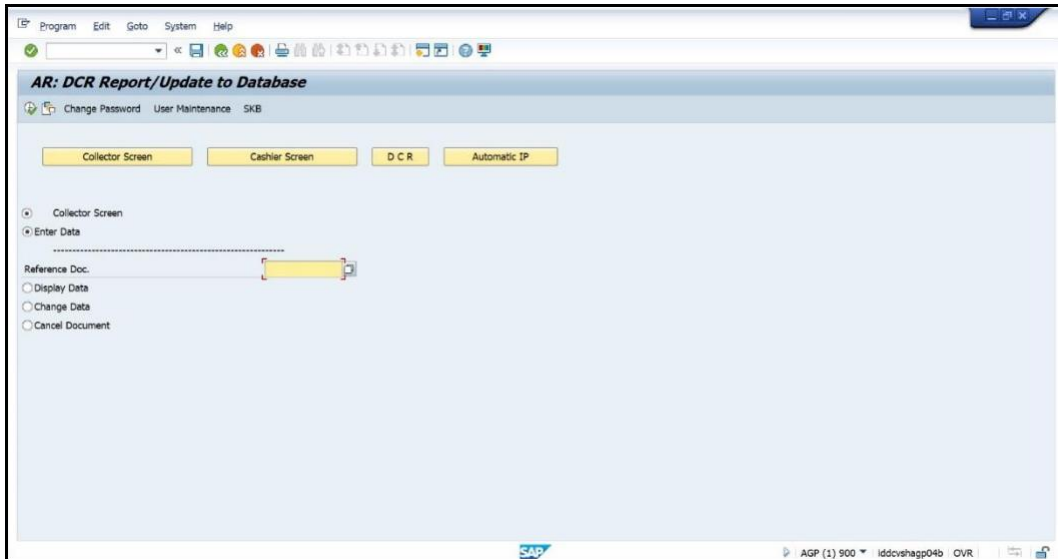 Program Edit Goto System Help
AR: DCR Report/Update to Database
Change Password User Maintenance SKB
Collector Screen Cashier Screen D C R Automatic IP
Collector Screen
Enter Data
------------------------------------------------------------
Reference Doc.
Display Data
Change Data
Cancel Document
SAP AGP (1) 900 iddcvshagp04b OVR